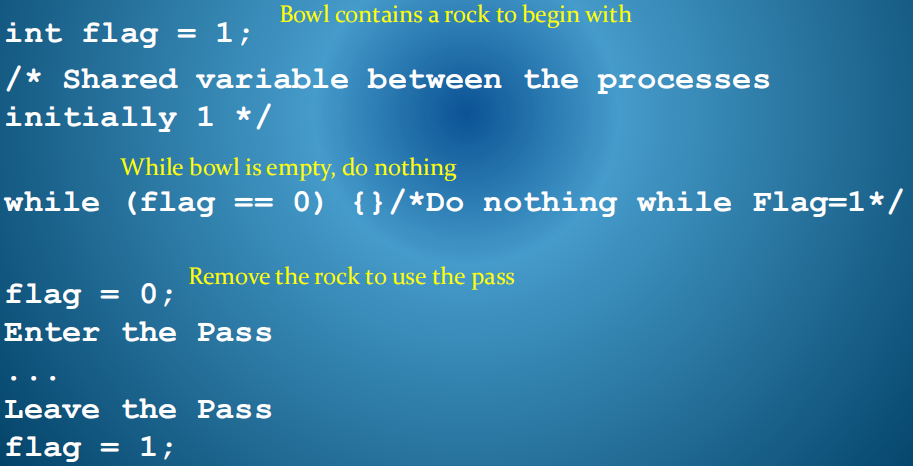 Bowl contains a rock to begin with
int flag = 1;
/* Shared variable between the processes
initially 1 */
While bowl is empty, do nothing
while (flag == 0) {}/*Do nothing while Flag=1*/
Remove the rock to use the pass
flag = 0;
Enter the Pass
...
Leave the Pass
flag = 1;